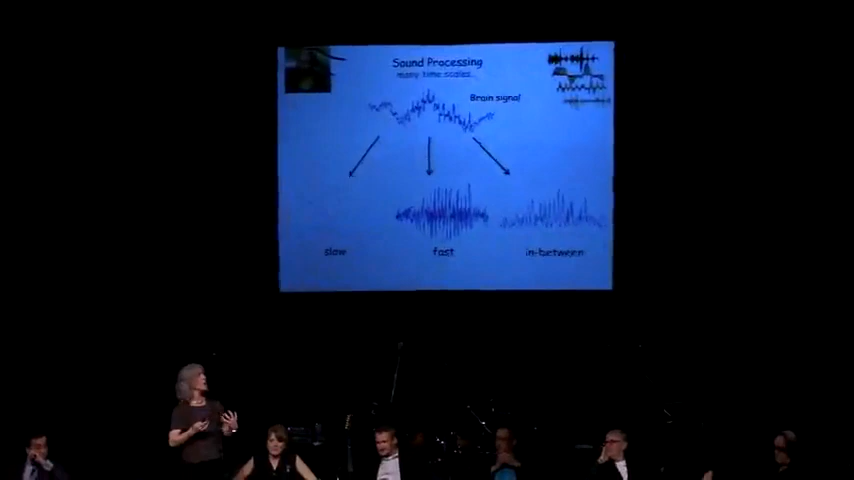 Sound Processing
many time scales
Brain signal
slow
fast
in-between